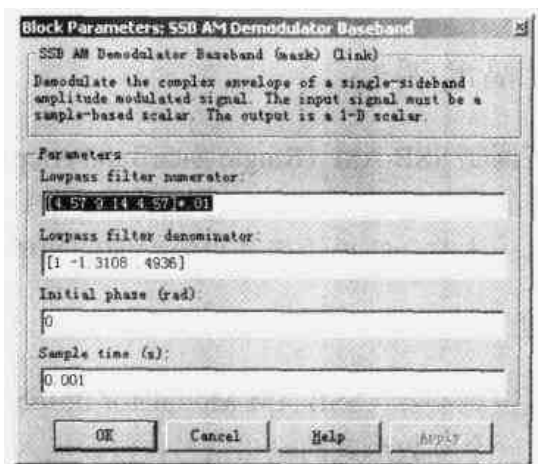 Block Parameters: SSB AM Demodulator Baseband
SSB AM Demodulator Baseband (mask) (link)
Demodulate the complex envelope of a single-sideband
amplitude modulated signal. The input signal must be a
sample-based scalar. The output is a 1-D scalar.
Parameters
Lowpass filter numerator:
[4.57 9.14 4.57]*.01
Lowpass filter denominator:
[1 -1.3108 .4936]
Initial phase (rad):
0
Sample time (s):
0.001
OK
Cancel
Help
Apply